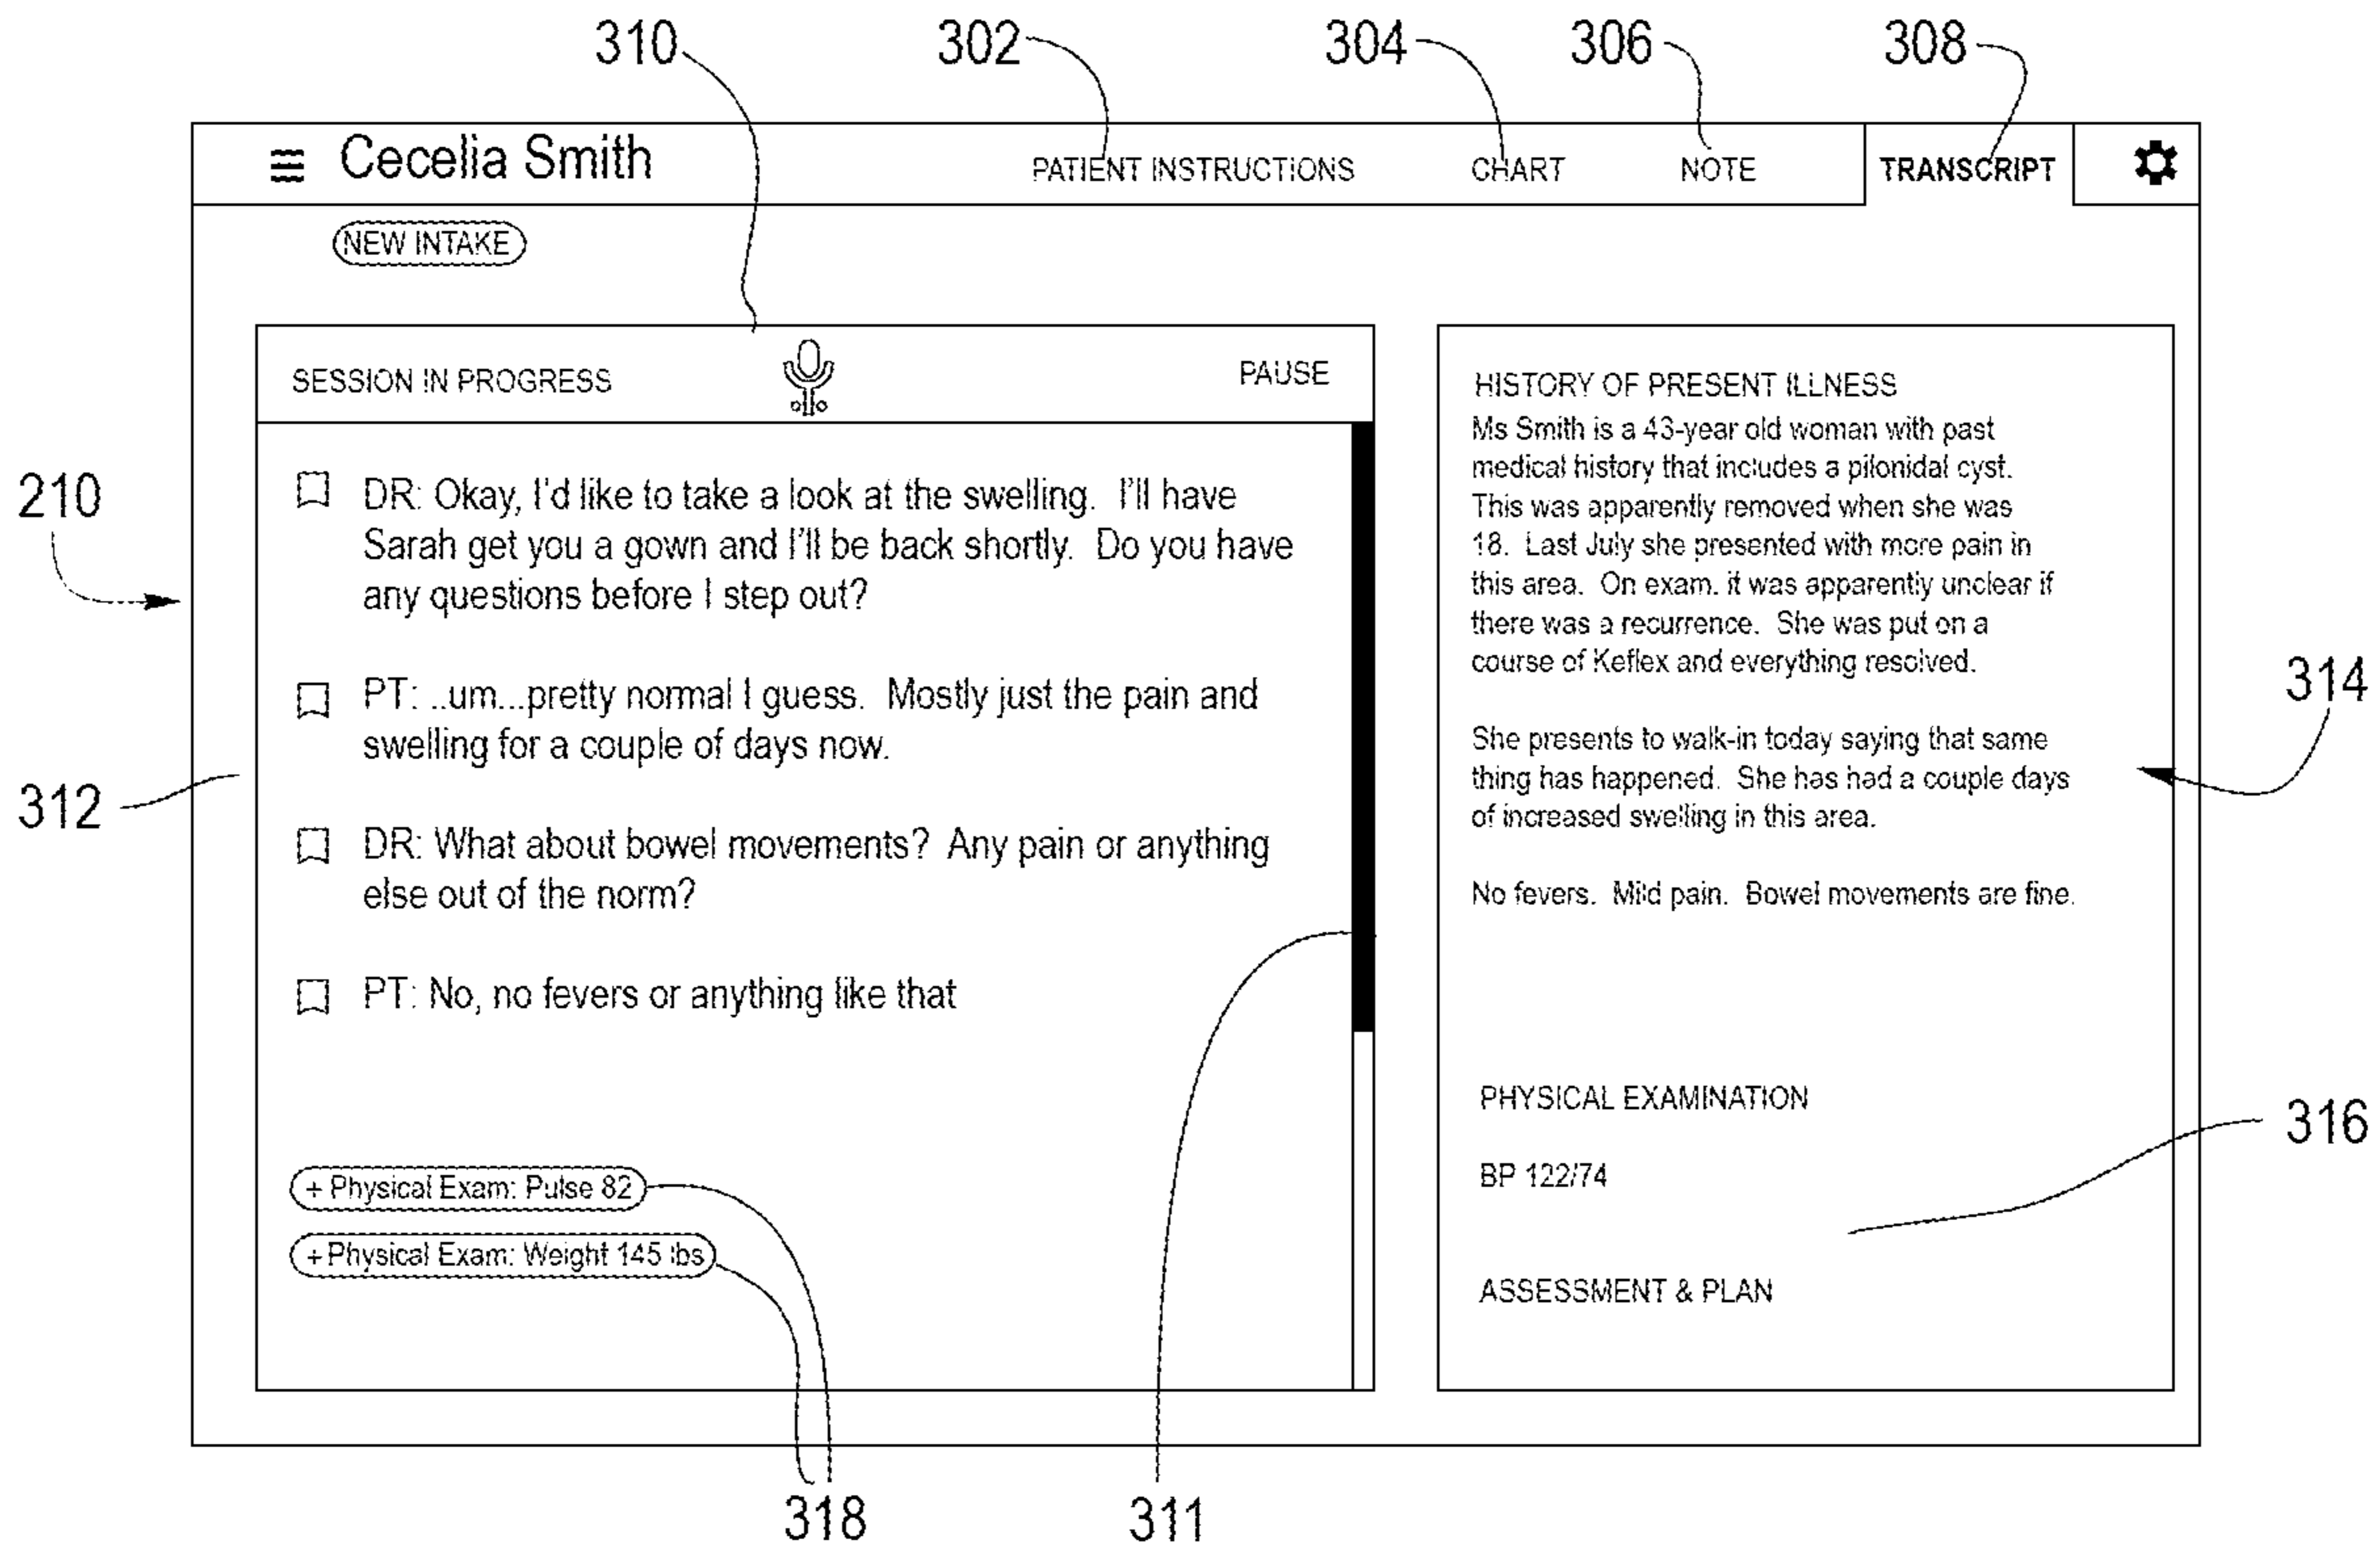 310 302 304 306 308
Cecelia Smith PATIENT INSTRUCTIONS CHART NOTE TRANSCRIPT
NEW INTAKE
SESSION IN PROGRESS PAUSE
DR: Okay, I'd like to take a look at the swelling. I'll have
Sarah get you a gown and I'll be back shortly. Do you have
any questions before I step out?
PT: ..um...pretty normal I guess. Mostly just the pain and
swelling for a couple of days now.
DR: What about bowel movements? Any pain or anything
else out of the norm?
PT: No, no fevers or anything like that
+ Physical Exam: Pulse 82
+ Physical Exam: Weight 145 lbs
HISTORY OF PRESENT ILLNESS
Ms Smith is a 43-year old woman with past
medical history that includes a pilonidal cyst.
This was apparently removed when she was
18. Last July she presented with more pain in
this area. On exam. it was apparently unclear if
there was a recurrence. She was put on a
course of Keflex and everything resolved.
She presents to walk-in today saying that same
thing has happened. She has had a couple days
of increased swelling in this area.
No fevers. Mild pain. Bowel movements are fine.
PHYSICAL EXAMINATION
BP 122/74
ASSESSMENT & PLAN
210
312
314
316
318
311